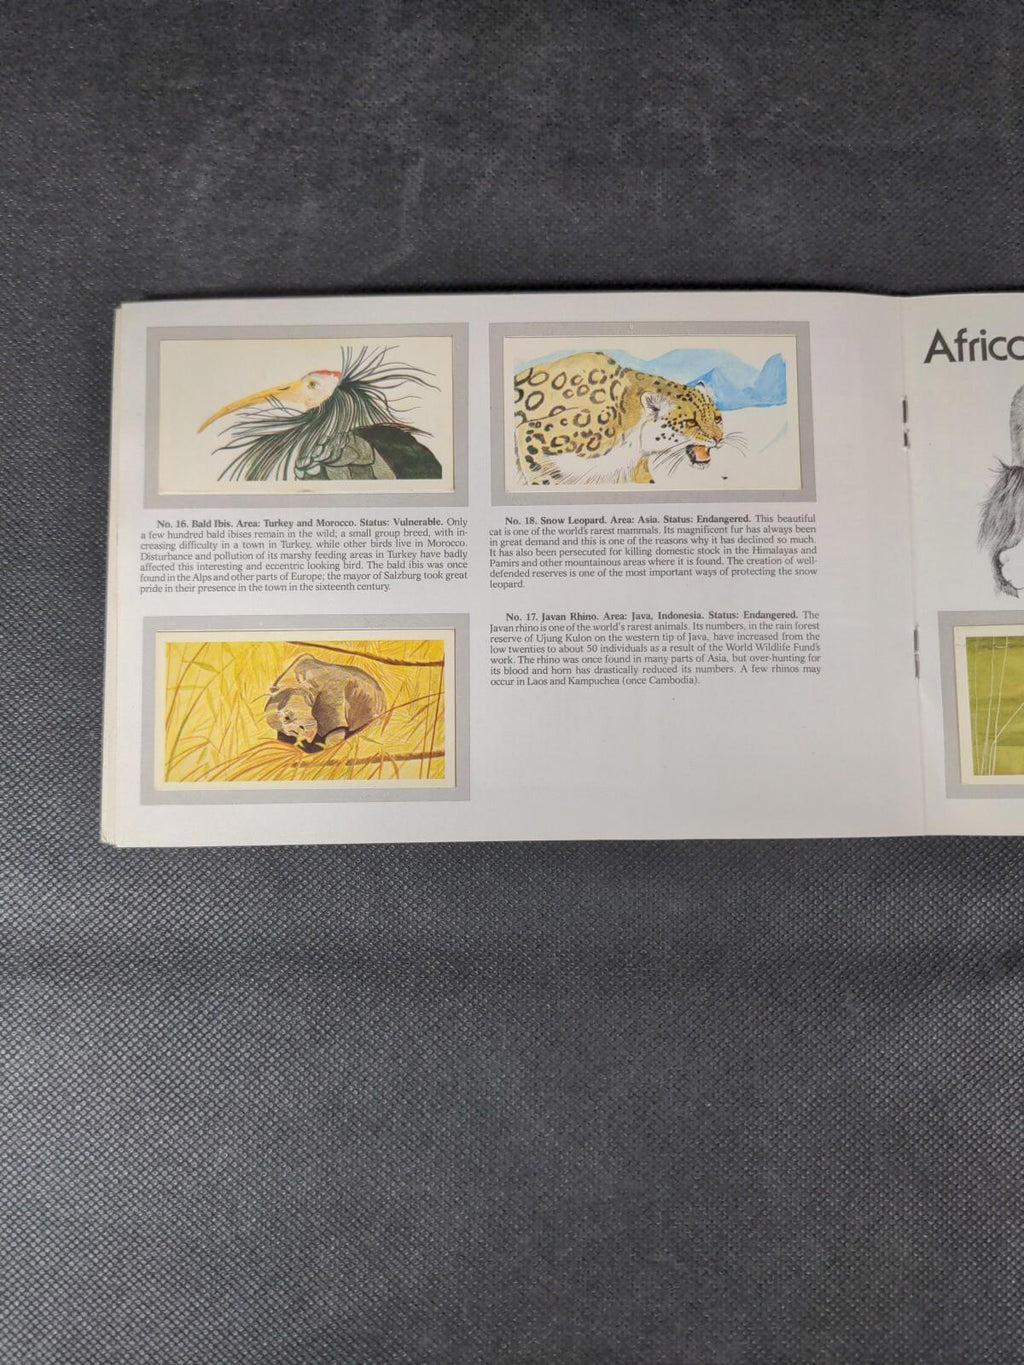 No. 16. Bald Ibis. Area: Turkey and Morocco. Status: Vulnerable. Only
a few hundred bald ibises remain in the wild; a small group breed, with in-
creasing difficulty in a town in Turkey, while other birds live in Morocco.
Disturbance and pollution of its marshy feeding areas in Turkey have badly
affected this interesting and eccentric looking bird. The bald ibis was once
found in the Alps and other parts of Europe; the mayor of Salzburg took great
pride in their presence in the town in the sixteenth century.
No. 18. Snow Leopard. Area: Asia. Status: Endangered. This beautiful
cat is one of the world's rarest mammals. Its magnificent fur has always been
in great demand and this is one of the reasons why it has declined so much.
It has also been persecuted for killing domestic stock in the Himalayas and
Pamirs and other mountainous areas where it is found. The creation of well-
defended reserves is one of the most important ways of protecting the snow
leopard.
No. 17. Javan Rhino. Area: Java, Indonesia. Status: Endangered. The
Javan rhino is one of the world's rarest animals. Its numbers, in the rain forest
reserve of Ujung Kulon on the western tip of Java, have increased from the
low twenties to about 50 individuals as a result of the World Wildlife Fund's
work. The rhino was once found in many parts of Asia, but over-hunting for
its blood and horn has drastically reduced its numbers. A few rhinos may
occur in Laos and Kampuchea (once Cambodia).
Africa